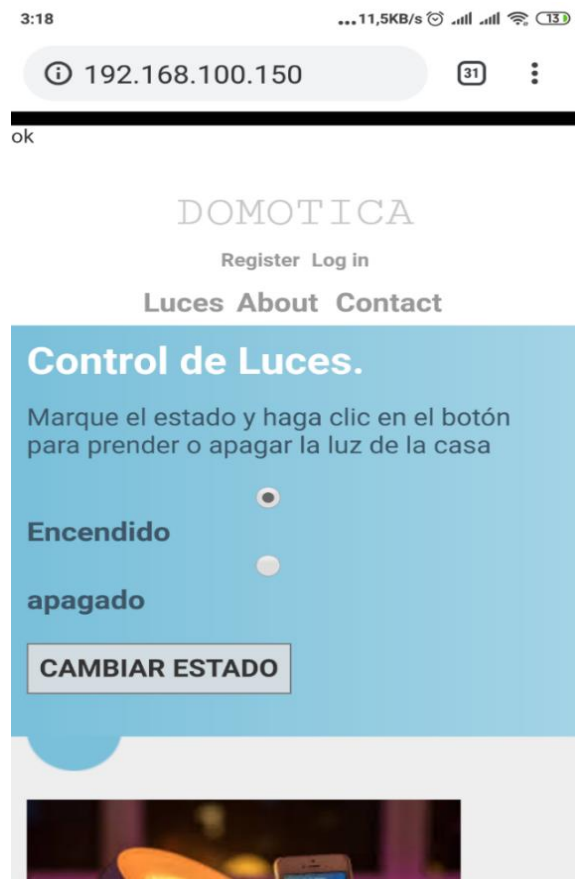 3:18
...11,5KB/s 13
192.168.100.150 31
ok
DOMOTICA
Register Log in
Luces About Contact
Control de Luces.
Marque el estado y haga clic en el botón
para prender o apagar la luz de la casa
Encendido
apagado
CAMBIAR ESTADO